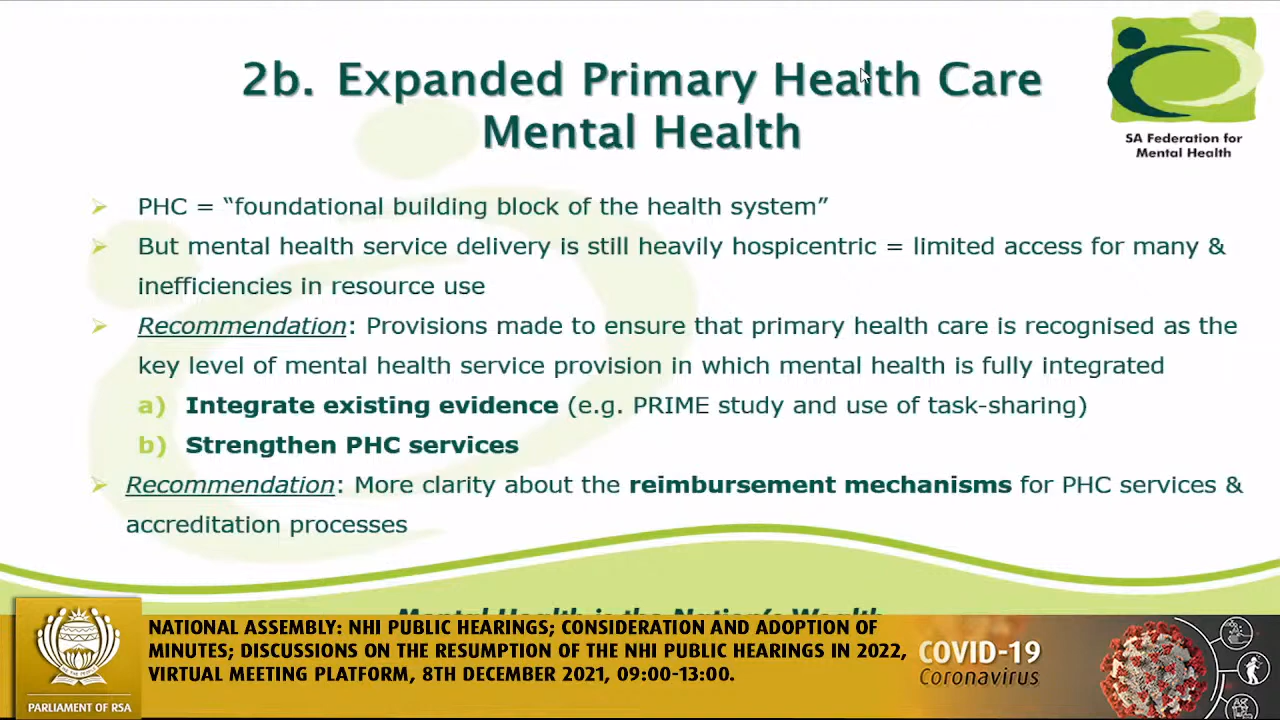 2b. Expanded Primary Health Care
Mental Health
SA Federation for
Mental Health
➢ PHC = “foundational building block of the health system”
➢ But mental health service delivery is still heavily hospicentric = limited access for many &
inefficiencies in resource use
➢ Recommendation: Provisions made to ensure that primary health care is recognised as the
key level of mental health service provision in which mental health is fully integrated
a) Integrate existing evidence (e.g. PRIME study and use of task-sharing)
b) Strengthen PHC services
➢ Recommendation: More clarity about the reimbursement mechanisms for PHC services &
accreditation processes
Mental Health is the Nation's Wealth
NATIONAL ASSEMBLY: NHI PUBLIC HEARINGS; CONSIDERATION AND ADOPTION OF
MINUTES; DISCUSSIONS ON THE RESUMPTION OF THE NHI PUBLIC HEARINGS IN 2022,
VIRTUAL MEETING PLATFORM, 8TH DECEMBER 2021, 09:00-13:00.
PARLIAMENT OF RSA
COVID-19
Coronavirus